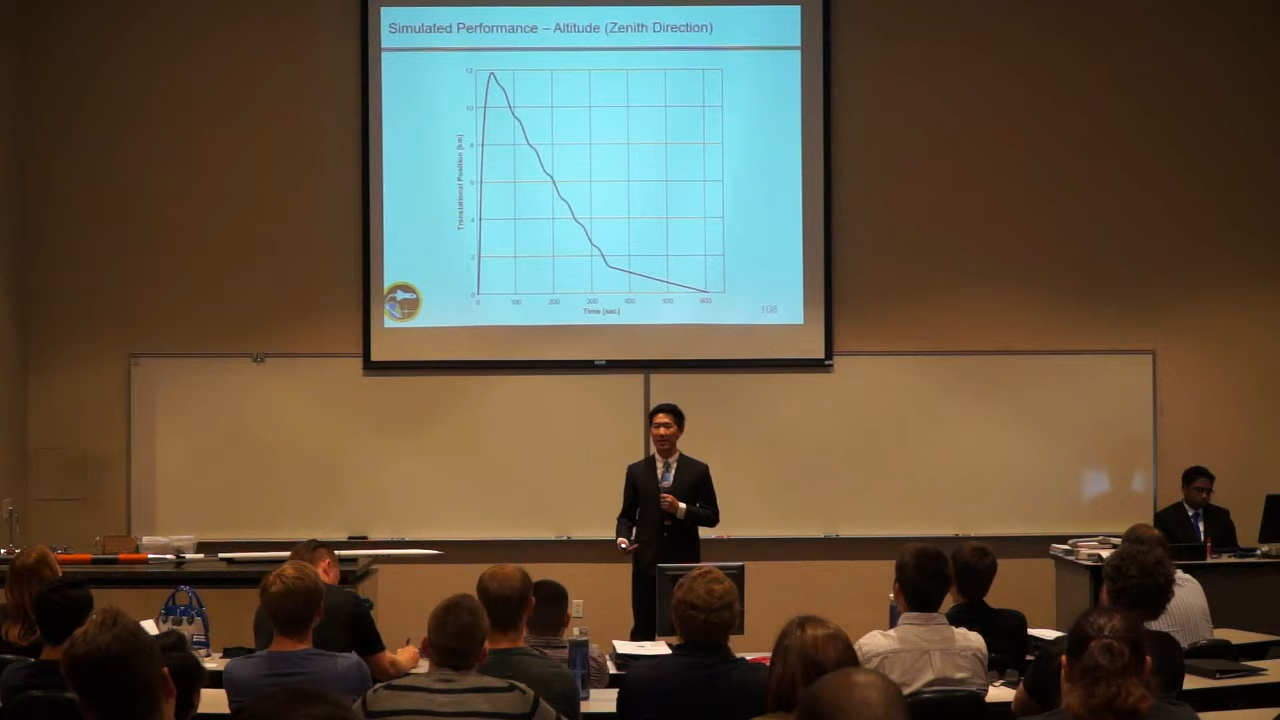 Simulated Performance – Altitude (Zenith Direction)
12
10
8
6
4
2
0
Translational Position [km]
0 100 200 300 400 500 600
Time [sec]
108